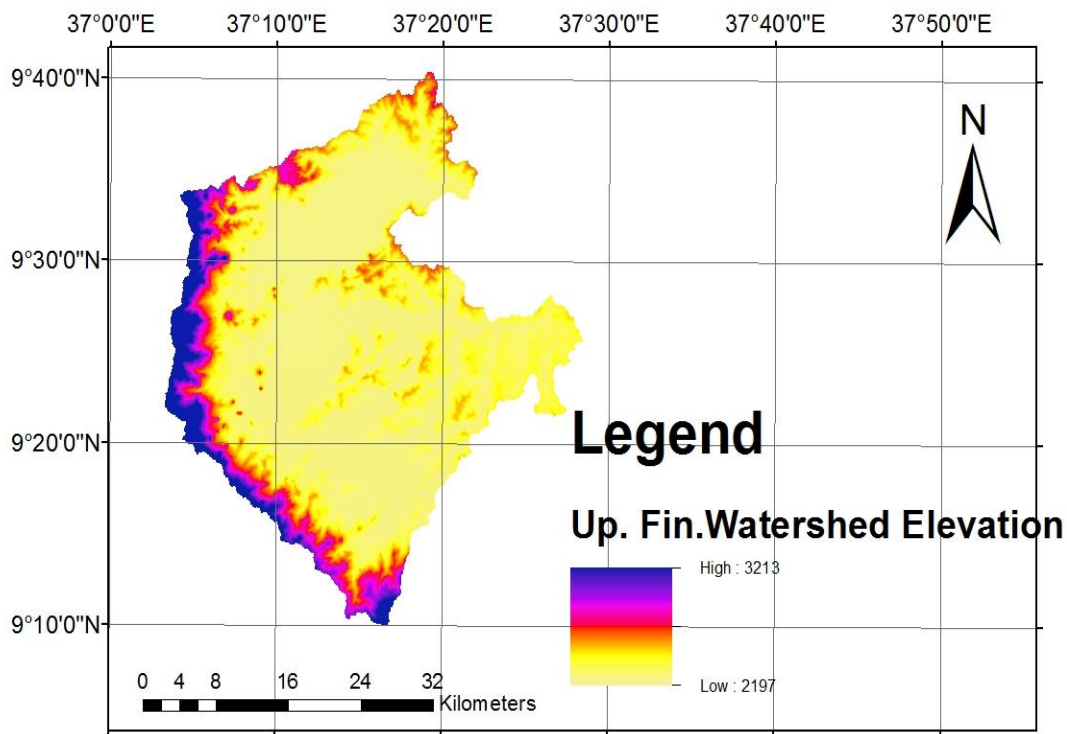 37°0'0"E 37°10'0"E 37°20'0"E 37°30'0"E 37°40'0"E 37°50'0"E
9°40'0"N
N
9°30'0"N
9°20'0"N
Legend
Up. Fin.Watershed Elevation
High : 3213
9°10'0"N
0 4 8 16 24 32
Low : 2197
Kilometers